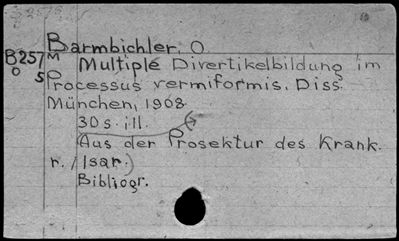 Barmbichler, O.
B257 M Multiple Divertikelbildung im
O 5 Processus vermiformis. Diss.
München, 1908
30 s. ill.
(Aus der Prosektur des Krank.
r. / Isar.)
Bibliogr.